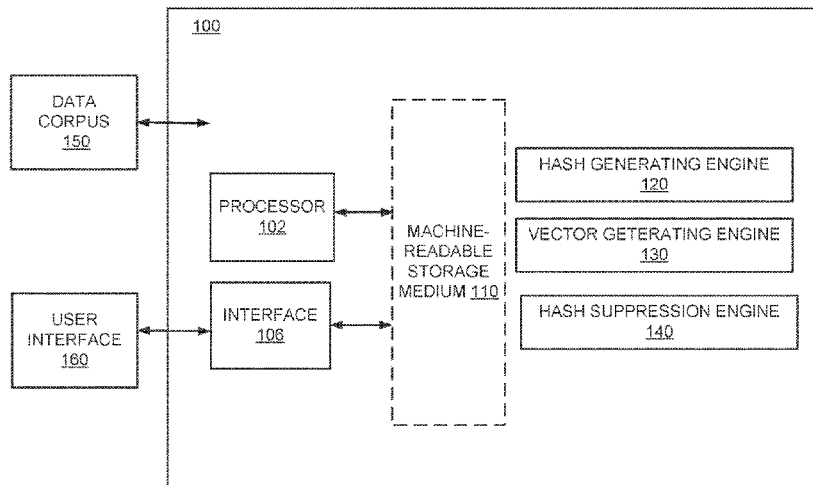 100
DATA
CORPUS
150
PROCESSOR
102
INTERFACE
106
USER
INTERFACE
160
MACHINE-
READABLE
STORAGE
MEDIUM 110
HASH GENERATING ENGINE
120
VECTOR GETERATING ENGINE
130
HASH SUPPRESSION ENGINE
140